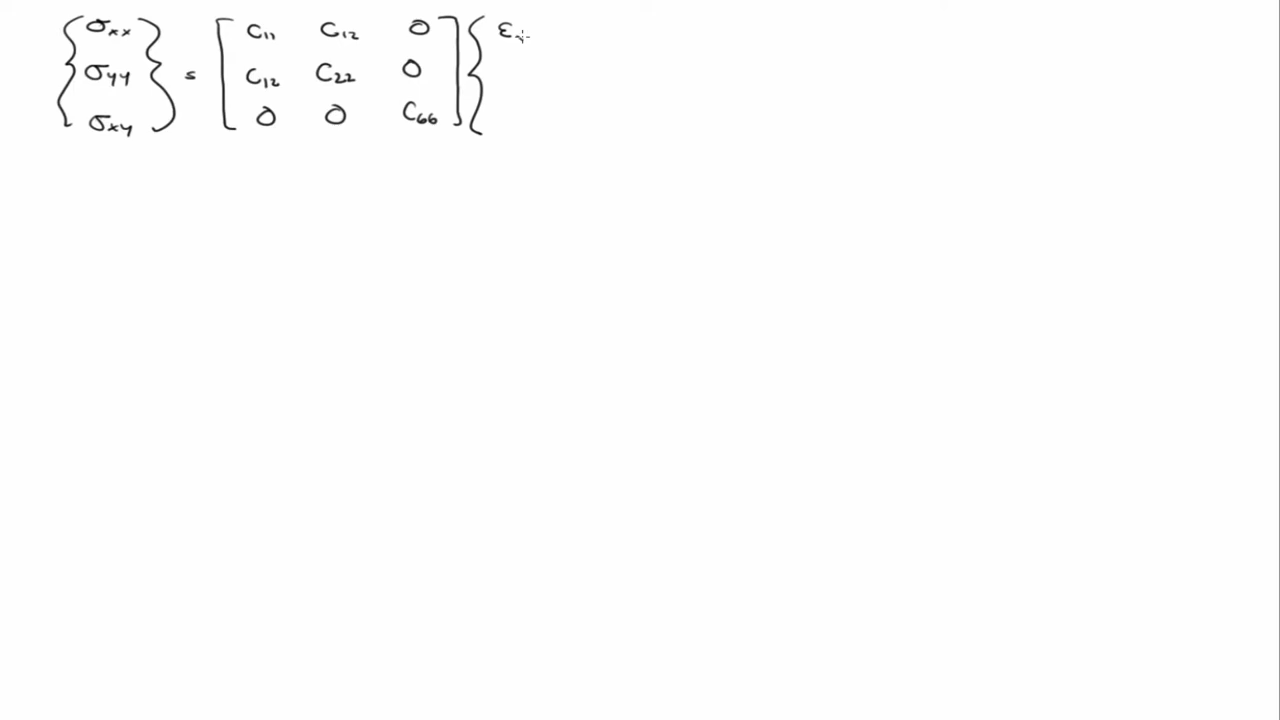 {σxx} = [C11 C12 0] {ε
{σyy} [C12 C22 0]
{σxy} [0 0 C66]